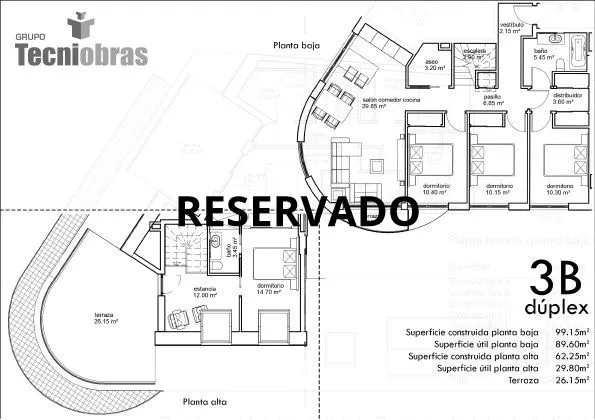 GRUPO
Tecniobras
Planta baja
vestíbulo
2.15 m²
escalera
2.90 m²
baño
5.45 m²
aseo
3.20 m²
pasillo
6.85 m²
distribuidor
3.60 m²
salón comedor cocina
29.65 m²
dormitorio
10.40 m²
dormitorio
10.15 m²
dormitorio
10.30 m²
terraza
RESERVADO
baño
3.45 m²
estancia
12.00 m²
dormitorio
14.70 m²
terraza
26.15 m²
Planta alta
3B
dúplex
Superficie construida planta baja 99.15m²
Superficie útil planta baja 89.60m²
Superficie construida planta alta 62.25m²
Superficie útil planta alta 29.80m²
Terraza 26.15m²